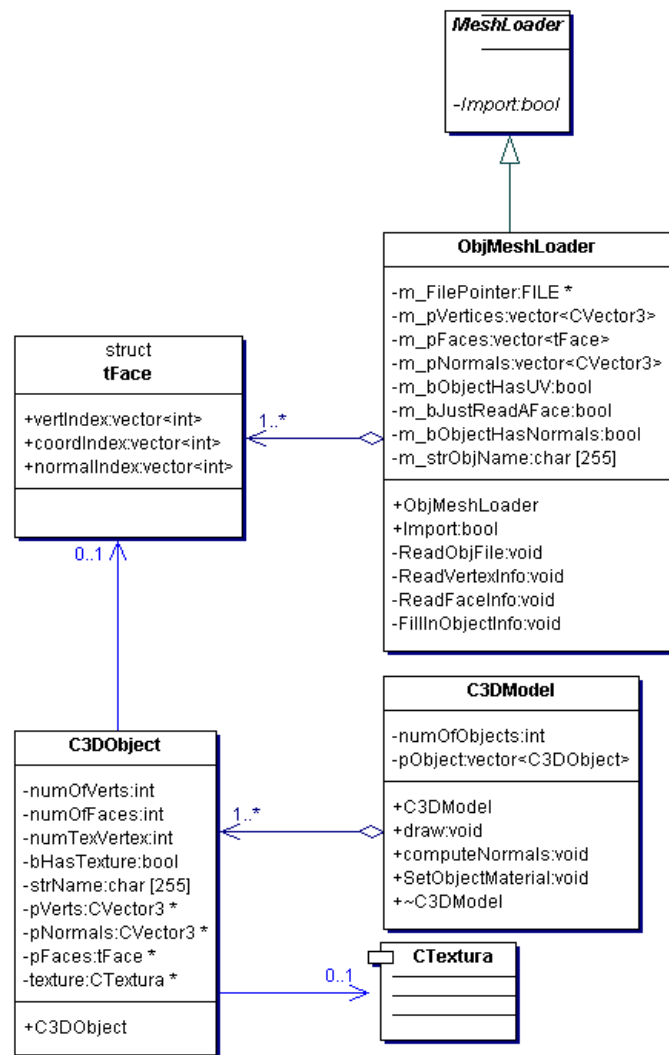 MeshLoader
-Import:bool
ObjMeshLoader
-m_FilePointer:FILE *
-m_pVertices:vector<CVector3>
-m_pFaces:vector<tFace>
-m_pNormals:vector<CVector3>
-m_bObjectHasUV:bool
-m_bJustReadAFace:bool
-m_bObjectHasNormals:bool
-m_strObjName:char [255]
+ObjMeshLoader
+Import:bool
-ReadObjFile:void
-ReadVertexInfo:void
-ReadFaceInfo:void
-FillInObjectInfo:void
struct
tFace
+vertIndex:vector<int>
+coordIndex:vector<int>
+normalIndex:vector<int>
1..*
0..1
C3DModel
-numOfObjects:int
-pObject:vector<C3DObject>
+C3DModel
+draw:void
+computeNormals:void
+SetObjectMaterial:void
+~C3DModel
C3DObject
-numOfVerts:int
-numOfFaces:int
-numTexVertex:int
-bHasTexture:bool
-strName:char [255]
-pVerts:CVector3 *
-pNormals:CVector3 *
-pFaces:tFace *
-texture:CTextura *
+C3DObject
1..*
0..1
CTextura